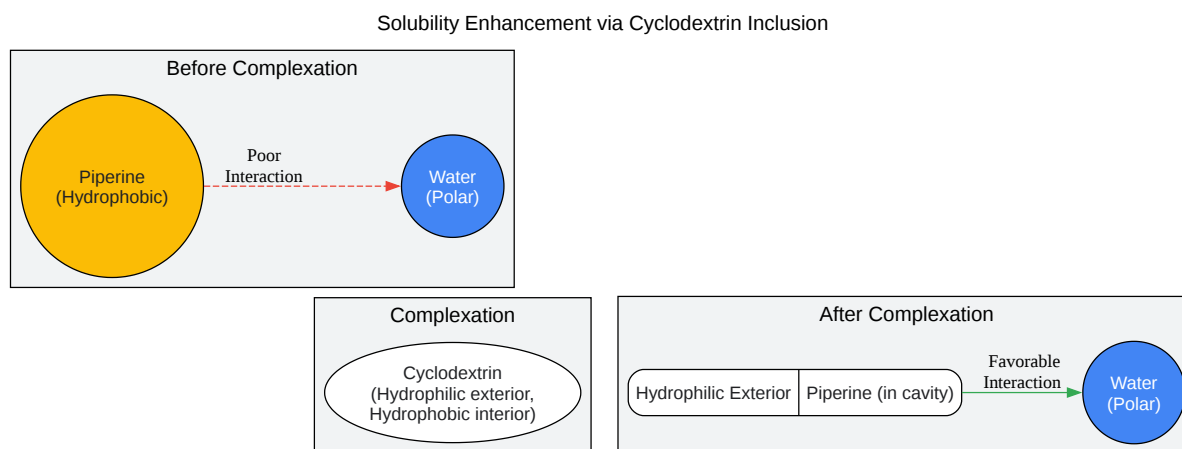 Solubility Enhancement via Cyclodextrin Inclusion
Before Complexation
Piperine
(Hydrophobic)
Poor
Interaction
Water
(Polar)
Complexation
Cyclodextrin
(Hydrophilic exterior,
Hydrophobic interior)
After Complexation
Hydrophilic Exterior
Piperine (in cavity)
Favorable
Interaction
Water
(Polar)